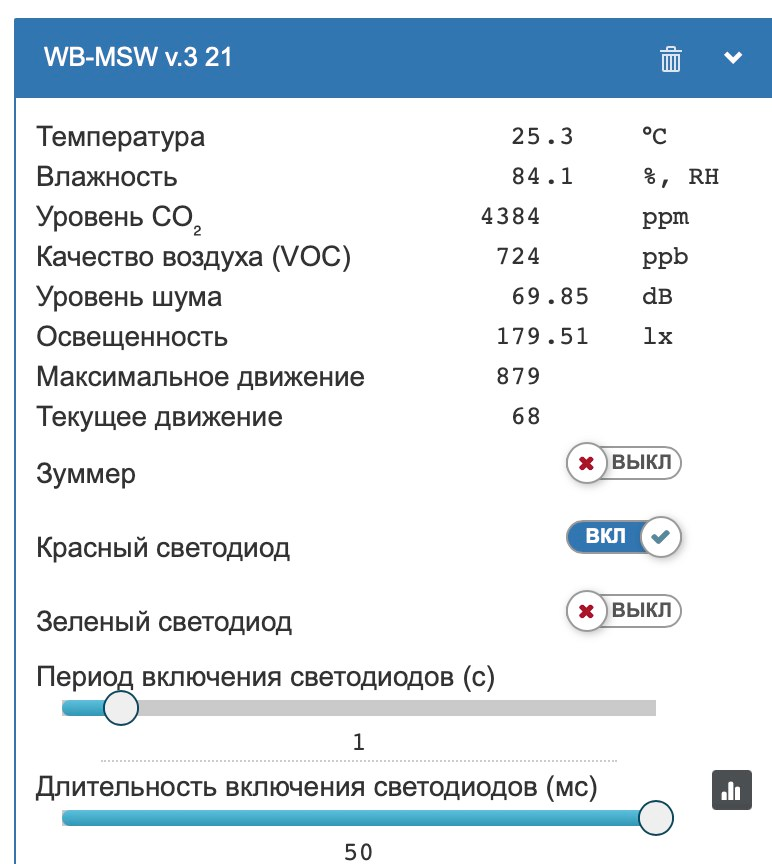 WB-MSW v.3 21
Температура 25.3 °C
Влажность 84.1 %, RH
Уровень CO₂ 4384 ppm
Качество воздуха (VOC) 724 ppb
Уровень шума 69.85 dB
Освещенность 179.51 lx
Максимальное движение 879
Текущее движение 68
Зуммер ВЫКЛ
Красный светодиод ВКЛ
Зеленый светодиод ВЫКЛ
Период включения светодиодов (с)
1
Длительность включения светодиодов (мс)
50